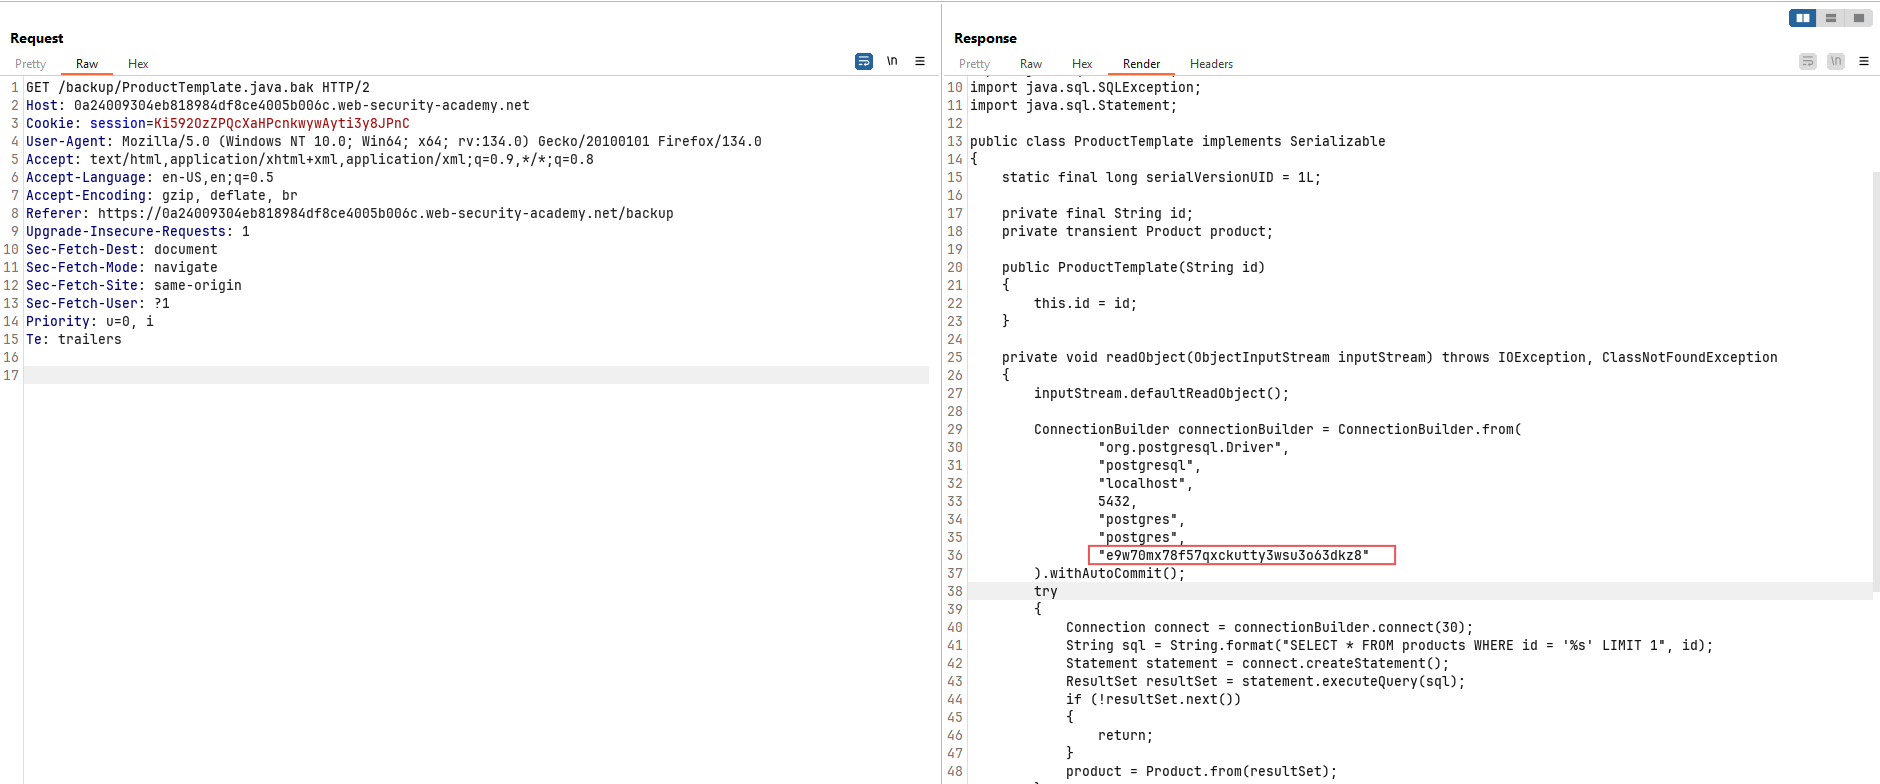 Request
Pretty Raw Hex
\n
1 GET /backup/ProductTemplate.java.bak HTTP/2
2 Host: 0a24009304eb818984df8ce4005b006c.web-security-academy.net
3 Cookie: session=Ki592OzZPQcXaHPcnkwywAyti3y8JPnC
4 User-Agent: Mozilla/5.0 (Windows NT 10.0; Win64; x64; rv:134.0) Gecko/20100101 Firefox/134.0
5 Accept: text/html,application/xhtml+xml,application/xml;q=0.9,*/*;q=0.8
6 Accept-Language: en-US,en;q=0.5
7 Accept-Encoding: gzip, deflate, br
8 Referer: https://0a24009304eb818984df8ce4005b006c.web-security-academy.net/backup
9 Upgrade-Insecure-Requests: 1
10 Sec-Fetch-Dest: document
11 Sec-Fetch-Mode: navigate
12 Sec-Fetch-Site: same-origin
13 Sec-Fetch-User: ?1
14 Priority: u=0, i
15 Te: trailers
16
17
Response
Pretty Raw Hex Render Headers
\n
10 import java.sql.SQLException;
11 import java.sql.Statement;
12
13 public class ProductTemplate implements Serializable
14 {
15 static final long serialVersionUID = 1L;
16
17 private final String id;
18 private transient Product product;
19
20 public ProductTemplate(String id)
21 {
22 this.id = id;
23 }
24
25 private void readObject(ObjectInputStream inputStream) throws IOException, ClassNotFoundException
26 {
27 inputStream.defaultReadObject();
28
29 ConnectionBuilder connectionBuilder = ConnectionBuilder.from(
30 "org.postgresql.Driver",
31 "postgresql",
32 "localhost",
33 5432,
34 "postgres",
35 "postgres",
36 "e9w70mx78f57qxckutty3wsu3o63dkz8"
37 ).withAutoCommit();
38 try
39 {
40 Connection connect = connectionBuilder.connect(30);
41 String sql = String.format("SELECT * FROM products WHERE id = '%s' LIMIT 1", id);
42 Statement statement = connect.createStatement();
43 ResultSet resultSet = statement.executeQuery(sql);
44 if (!resultSet.next())
45 {
46 return;
47 }
48 product = Product.from(resultSet);